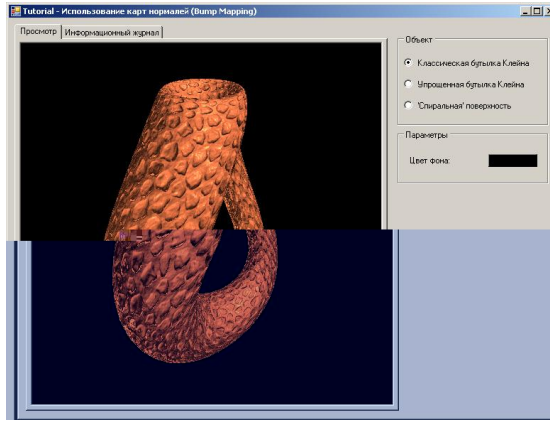 Tutorial - Использование карт нормалей (Bump Mapping)
Просмотр Информационный журнал
Объект
Классическая бутылка Клейна
Упрощенная бутылка Клейна
'Спиральная' поверхность
Параметры
Цвет фона: